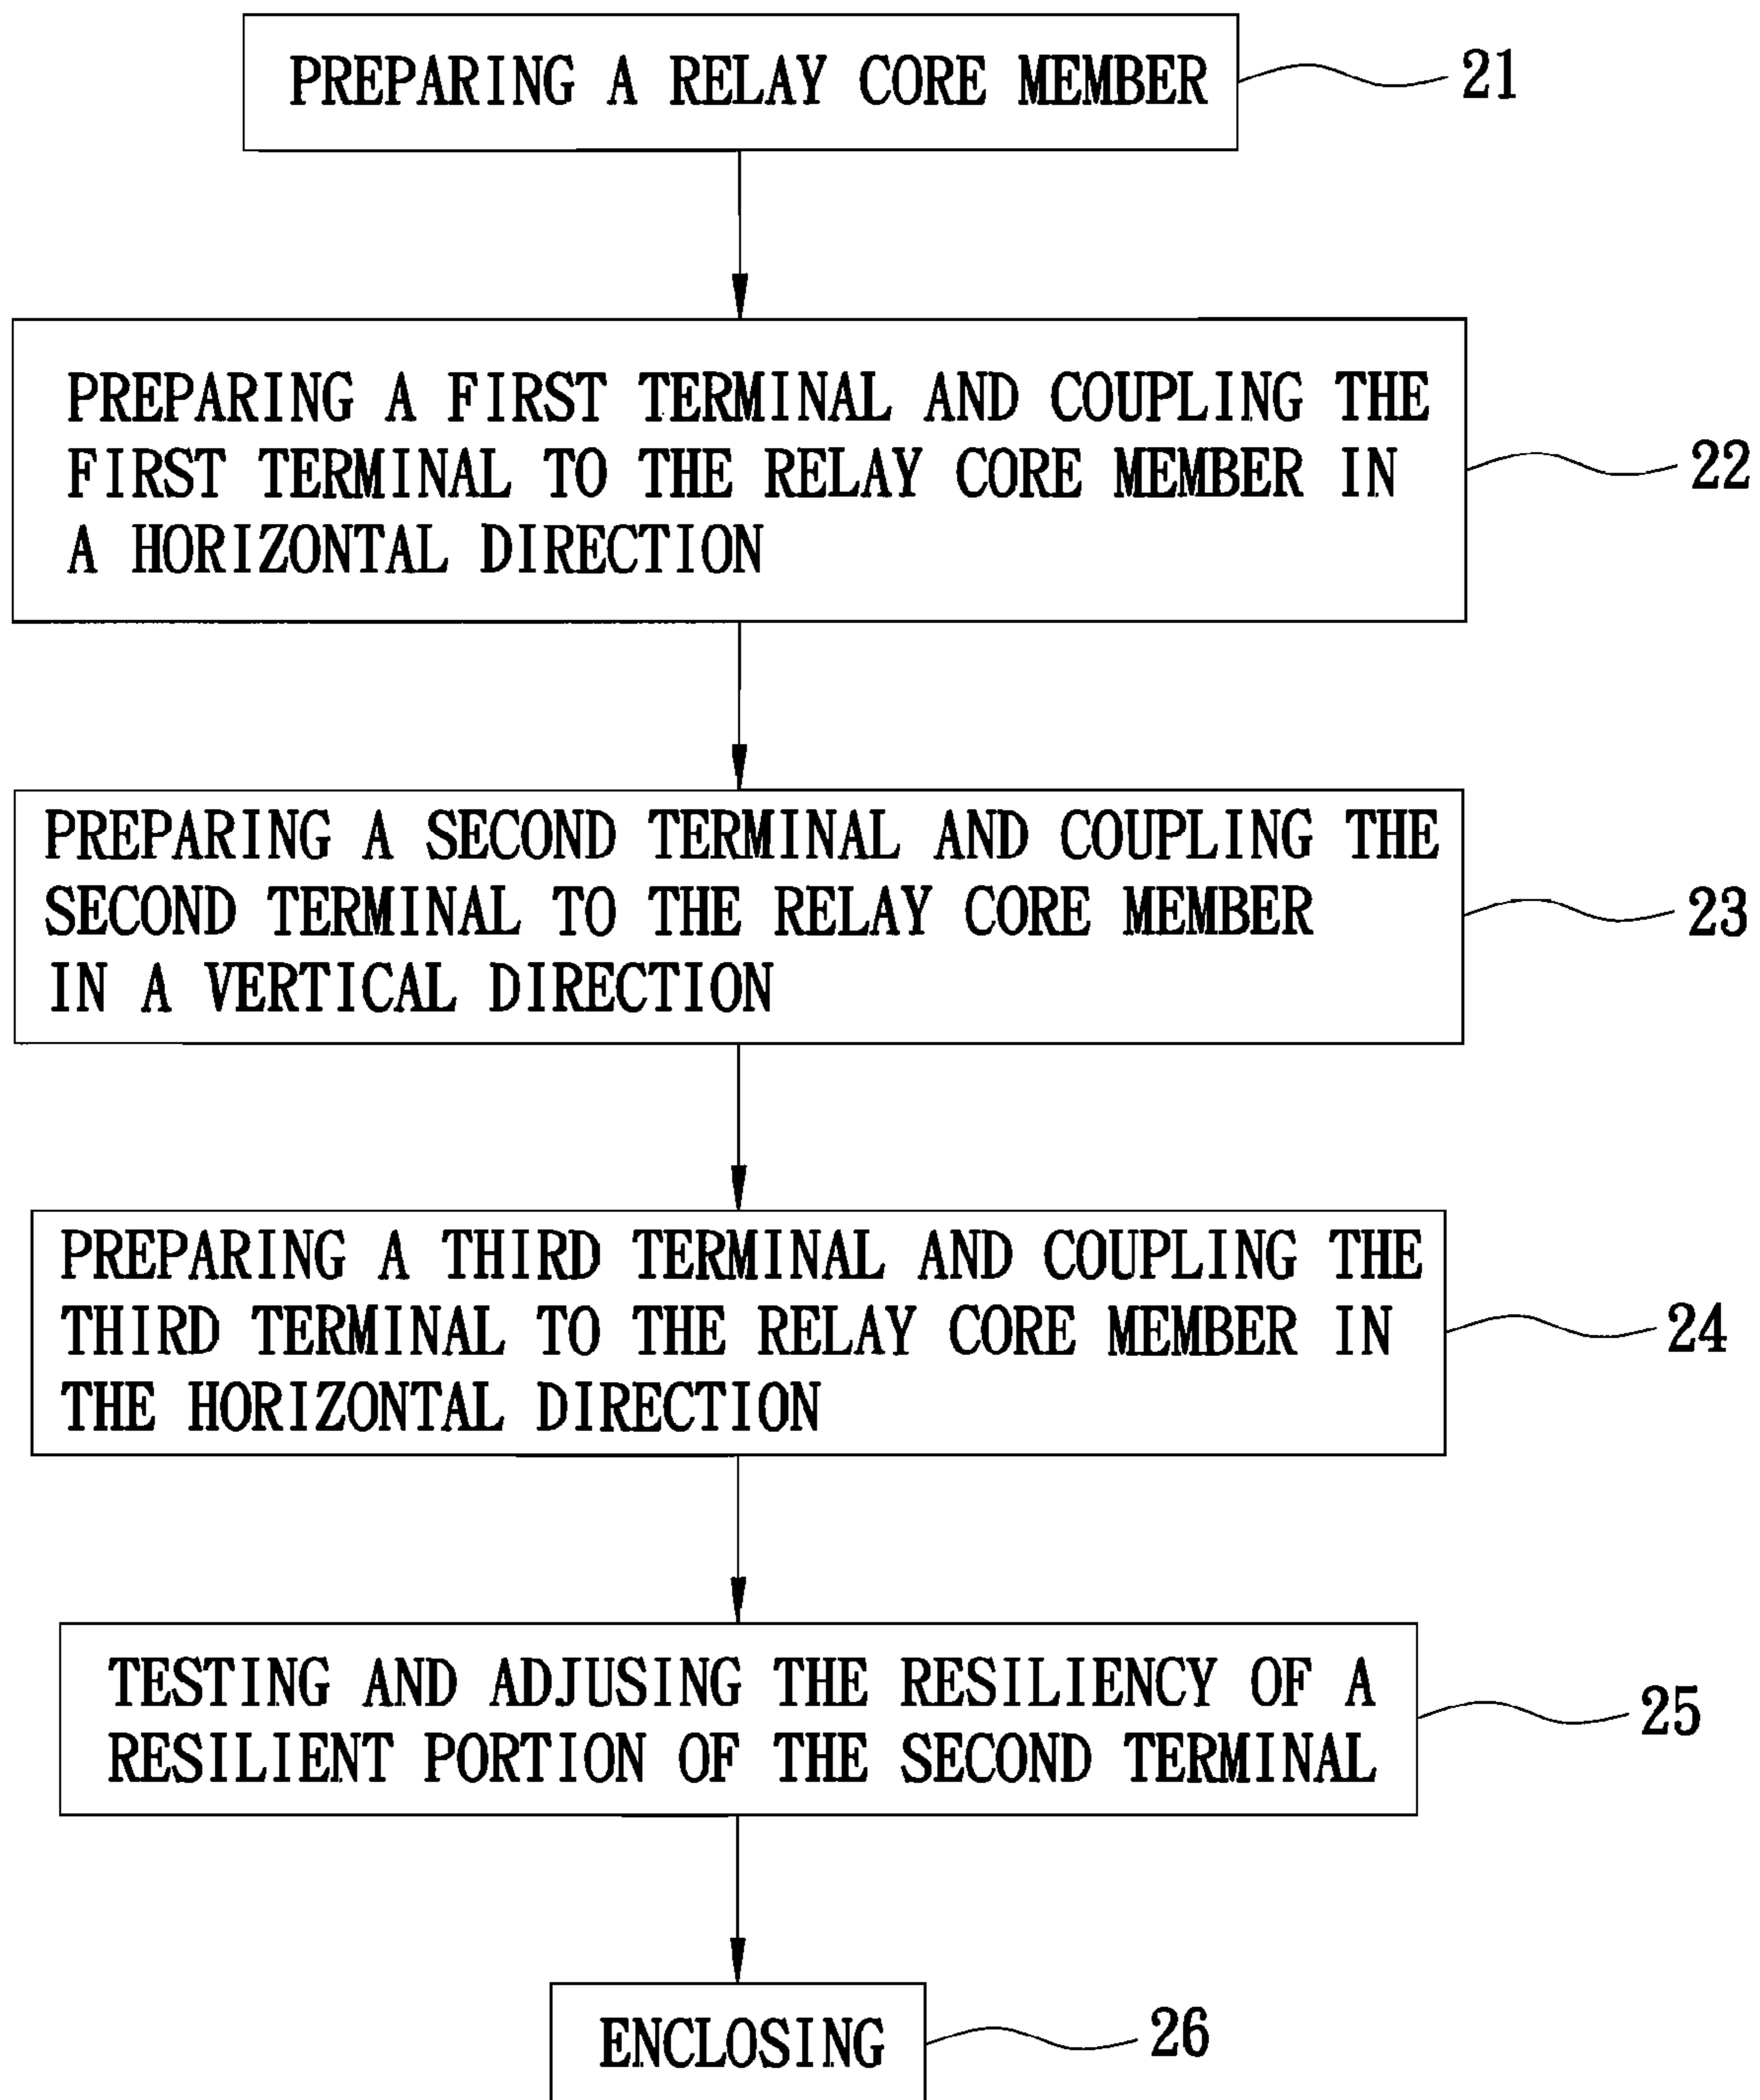 PREPARING A RELAY CORE MEMBER
21
PREPARING A FIRST TERMINAL AND COUPLING THE
FIRST TERMINAL TO THE RELAY CORE MEMBER IN
A HORIZONTAL DIRECTION
22
PREPARING A SECOND TERMINAL AND COUPLING THE
SECOND TERMINAL TO THE RELAY CORE MEMBER
IN A VERTICAL DIRECTION
23
PREPARING A THIRD TERMINAL AND COUPLING THE
THIRD TERMINAL TO THE RELAY CORE MEMBER IN
THE HORIZONTAL DIRECTION
24
TESTING AND ADJUSING THE RESILIENCY OF A
RESILIENT PORTION OF THE SECOND TERMINAL
25
ENCLOSING
26